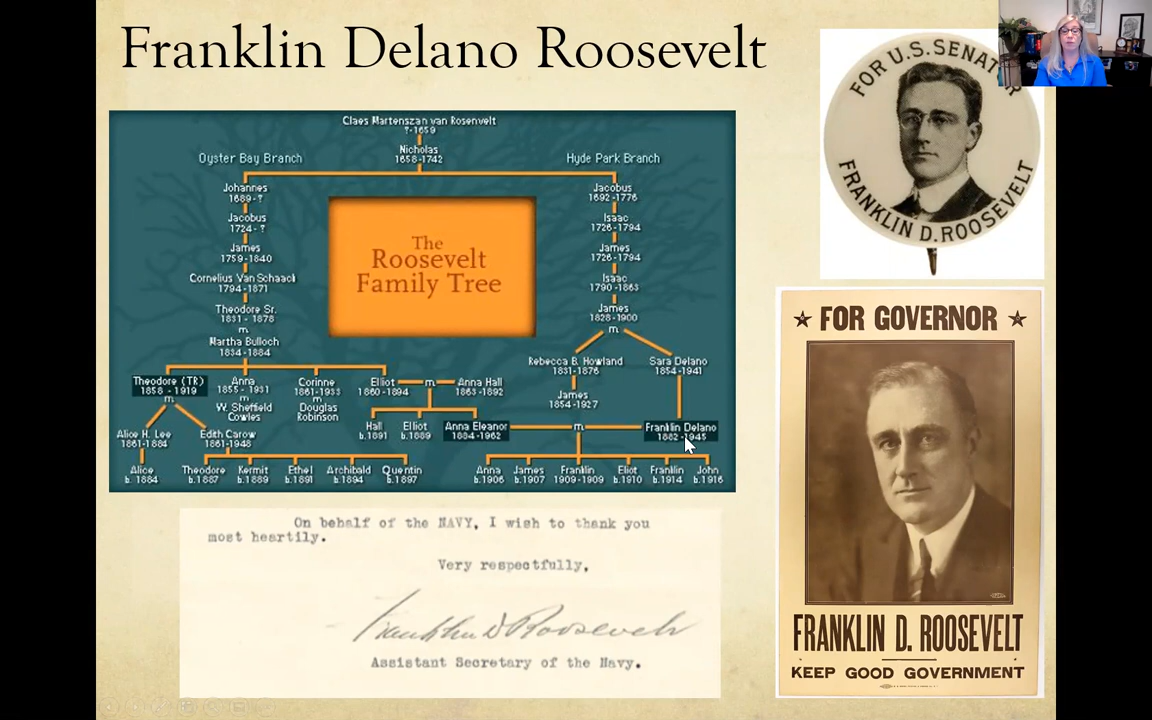 Franklin Delano Roosevelt
Claes Martenszan van Rosenvelt
?-1659
Nicholas
1658-1742
Oyster Bay Branch
Hyde Park Branch
Johannes
1689-?
Jacobus
1724-?
James
1759-1840
Cornelius Van Schaack
1794-1871
Theodore Sr.
1831 - 1878
m.
Martha Bulloch
1834-1884
The
Roosevelt
Family Tree
Jacobus
1692-1776
Isaac
1726-1794
James
1726-1794
Isaac
1790-1863
James
1828-1900
m.
Rebecca B. Howland
1831-1876
James
1854-1927
Sara Delano
1854-1941
Theodore (TR)
1858 - 1919
m.
Anna
1855 - 1931
m.
W. Sheffield
Cowles
Corinne
1861-1933
m.
Douglas
Robinson
Elliot
1860-1894
m.
Anna Hall
1863-1892
Hall
b.1891
Elliot
b.1889
Anna Eleanor
1884-1962
m.
Franklin Delano
1882-1945
Alice H. Lee
1861-1884
Edith Carow
1861-1948
Alice
b. 1884
Theodore
b.1887
Kermit
b.1889
Ethel
b.1891
Archibald
b.1894
Quentin
b.1897
Anna
b.1906
James
b.1907
Franklin
1909-1909
Eliot
b.1910
Franklin
b.1914
John
b.1916
FOR U.S. SENATOR
FRANKLIN D. ROOSEVELT
On behalf of the NAVY, I wish to thank you
most heartily.
Very respectfully,
Franklin D Roosevelt
Assistant Secretary of the Navy.
FOR GOVERNOR
FRANKLIN D. ROOSEVELT
KEEP GOOD GOVERNMENT